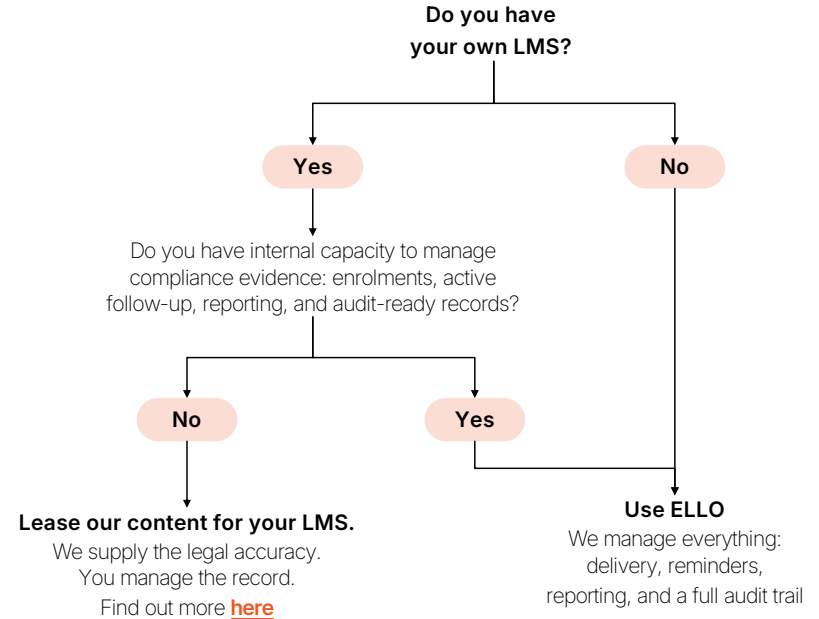 Do you have
your own LMS?
Yes
No
Do you have internal capacity to manage
compliance evidence: enrolments, active
follow-up, reporting, and audit-ready records?
No
Yes
Lease our content for your LMS.
We supply the legal accuracy.
You manage the record.
Find out more here
Use ELLO
We manage everything:
delivery, reminders,
reporting, and a full audit trail